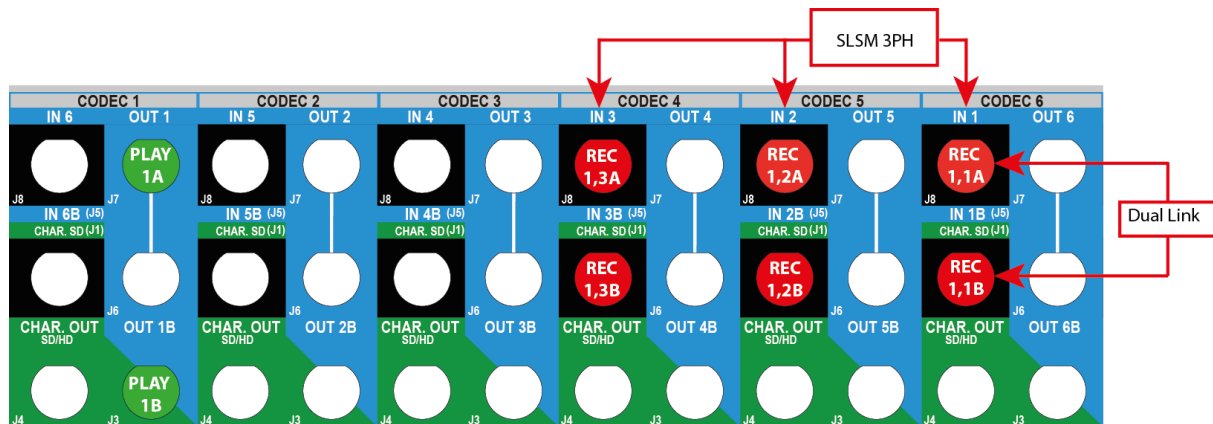 SLSM 3PH
CODEC 1 CODEC 2 CODEC 3 CODEC 4 CODEC 5 CODEC 6
IN 6 OUT 1 IN 5 OUT 2 IN 4 OUT 3 IN 3 OUT 4 IN 2 OUT 5 IN 1 OUT 6
PLAY 1A
REC 1,3A
REC 1,2A
REC 1,1A
J8 J7 J8 J7 J8 J7 J8 J7 J8 J7 J8 J7
IN 6B (J5) IN 5B (J5) IN 4B (J5) IN 3B (J5) IN 2B (J5) IN 1B (J5)
Dual Link
CHAR. SD (J1) CHAR. SD (J1) CHAR. SD (J1) CHAR. SD (J1) CHAR. SD (J1) CHAR. SD (J1)
REC 1,3B
REC 1,2B
REC 1,1B
J6 J6 J6 J6 J6 J6
CHAR. OUT OUT 1B CHAR. OUT OUT 2B CHAR. OUT OUT 3B CHAR. OUT OUT 4B CHAR. OUT OUT 5B CHAR. OUT OUT 6B
SD/HD SD/HD SD/HD SD/HD SD/HD SD/HD
PLAY 1B
J4 J3 J4 J3 J4 J3 J4 J3 J4 J3 J4 J3